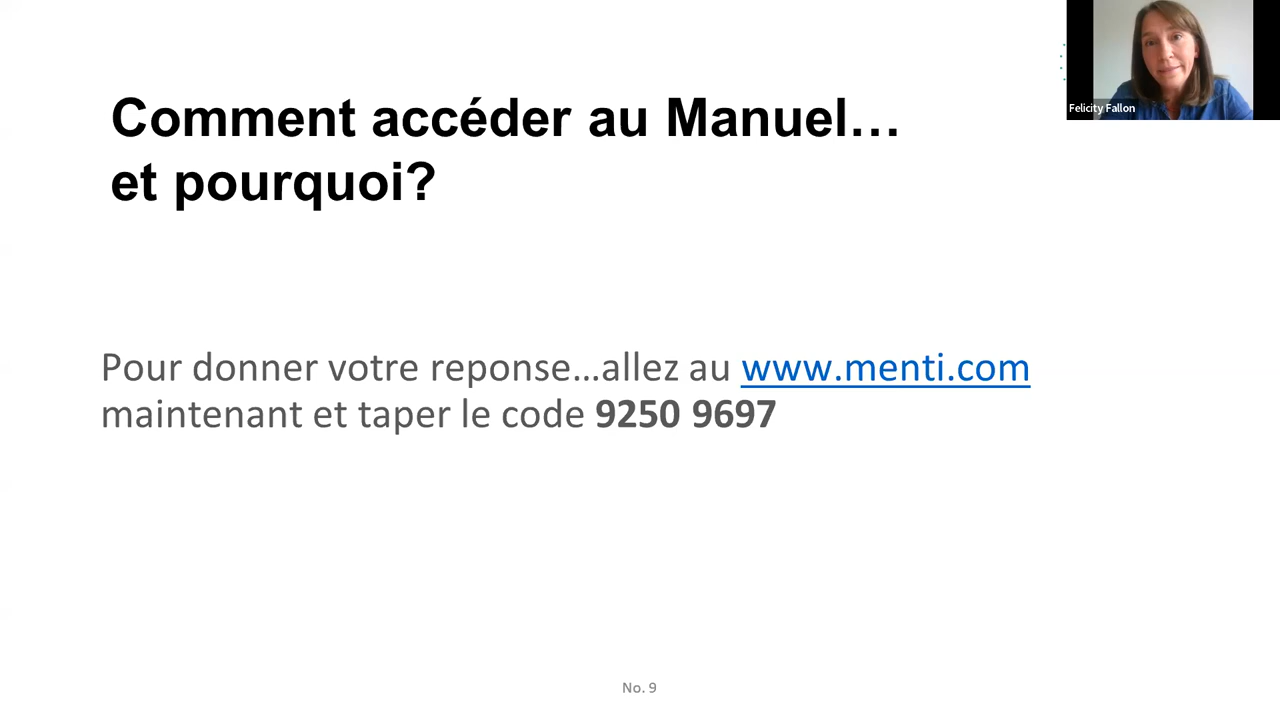 Felicity Fallon
Comment accéder au Manuel…
et pourquoi?
Pour donner votre reponse…allez au www.menti.com
maintenant et taper le code 9250 9697
No. 9